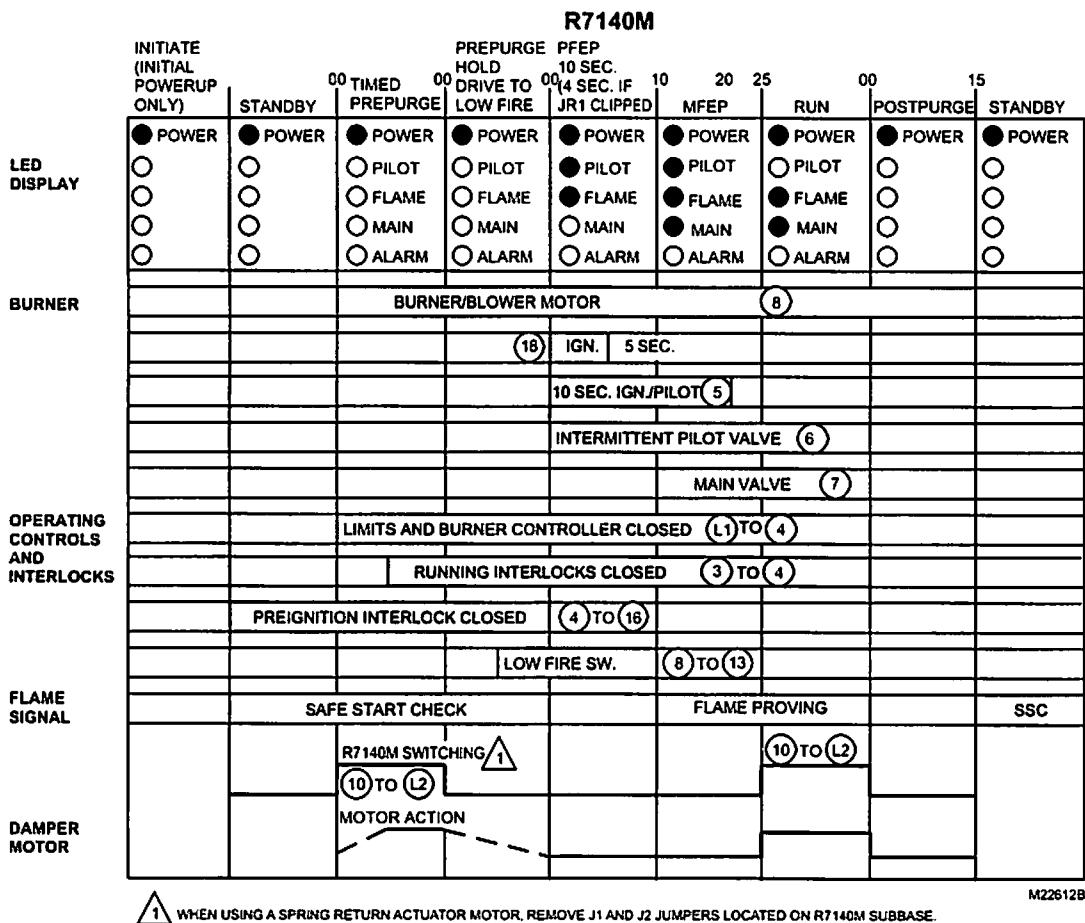 R7140M
INITIATE
(INITIAL
POWERUP
ONLY)
STANDBY
00
TIMED
PREPURGE
00
PREPURGE
HOLD
DRIVE TO
LOW FIRE
00
PFEP
10 SEC.
(4 SEC. IF
JR1 CLIPPED
10
20
MFEP
25
RUN
00
POSTPURGE
15
STANDBY
LED
DISPLAY
POWER POWER POWER POWER POWER POWER POWER POWER POWER
PILOT PILOT PILOT PILOT PILOT
FLAME FLAME FLAME FLAME FLAME
MAIN MAIN MAIN MAIN MAIN
ALARM ALARM ALARM ALARM ALARM
BURNER
BURNER/BLOWER MOTOR 8
18 IGN. 5 SEC.
10 SEC. IGN./PILOT 5
INTERMITTENT PILOT VALVE 6
MAIN VALVE 7
OPERATING
CONTROLS
AND
INTERLOCKS
LIMITS AND BURNER CONTROLLER CLOSED L1 TO 4
RUNNING INTERLOCKS CLOSED 3 TO 4
PREIGNITION INTERLOCK CLOSED 4 TO 16
LOW FIRE SW. 8 TO 13
FLAME
SIGNAL
SAFE START CHECK FLAME PROVING SSC
R7140M SWITCHING 1
10 TO L2
10 TO L2
DAMPER
MOTOR
MOTOR ACTION
M22612B
1 WHEN USING A SPRING RETURN ACTUATOR MOTOR, REMOVE J1 AND J2 JUMPERS LOCATED ON R7140M SUBBASE.